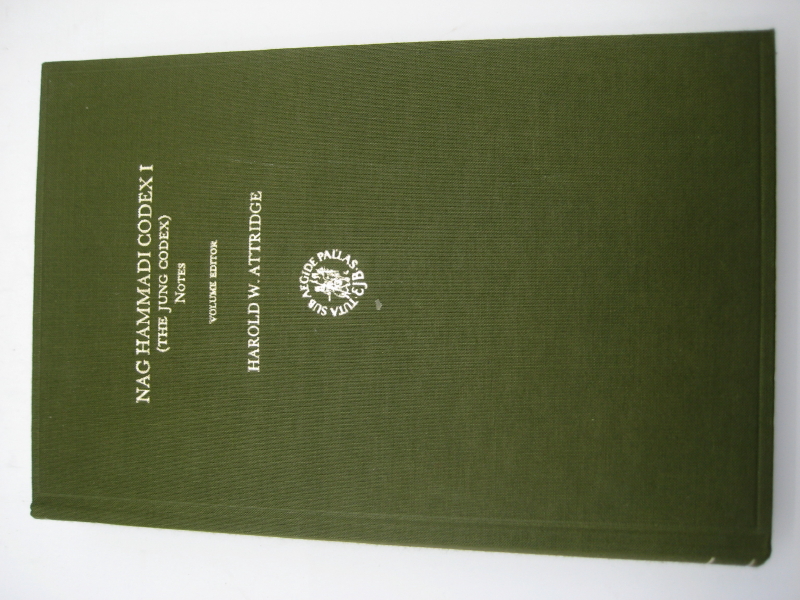 NAG HAMMADI CODEX I
(THE JUNG CODEX)
NOTES
VOLUME EDITOR
HAROLD W. ATTRIDGE
TUTA SUB AEGIDE PALLAS · EJB ·